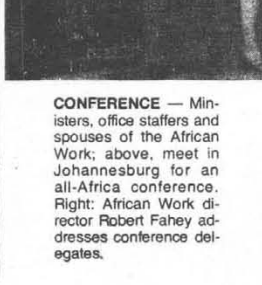 CONFERENCE — Min-
isters, office staffers and
spouses of the African
Work; above, meet in
Johannesburg for an
all-Africa conference.
Right: African Work di-
rector Robert Fahey ad-
dresses conference del-
egates.